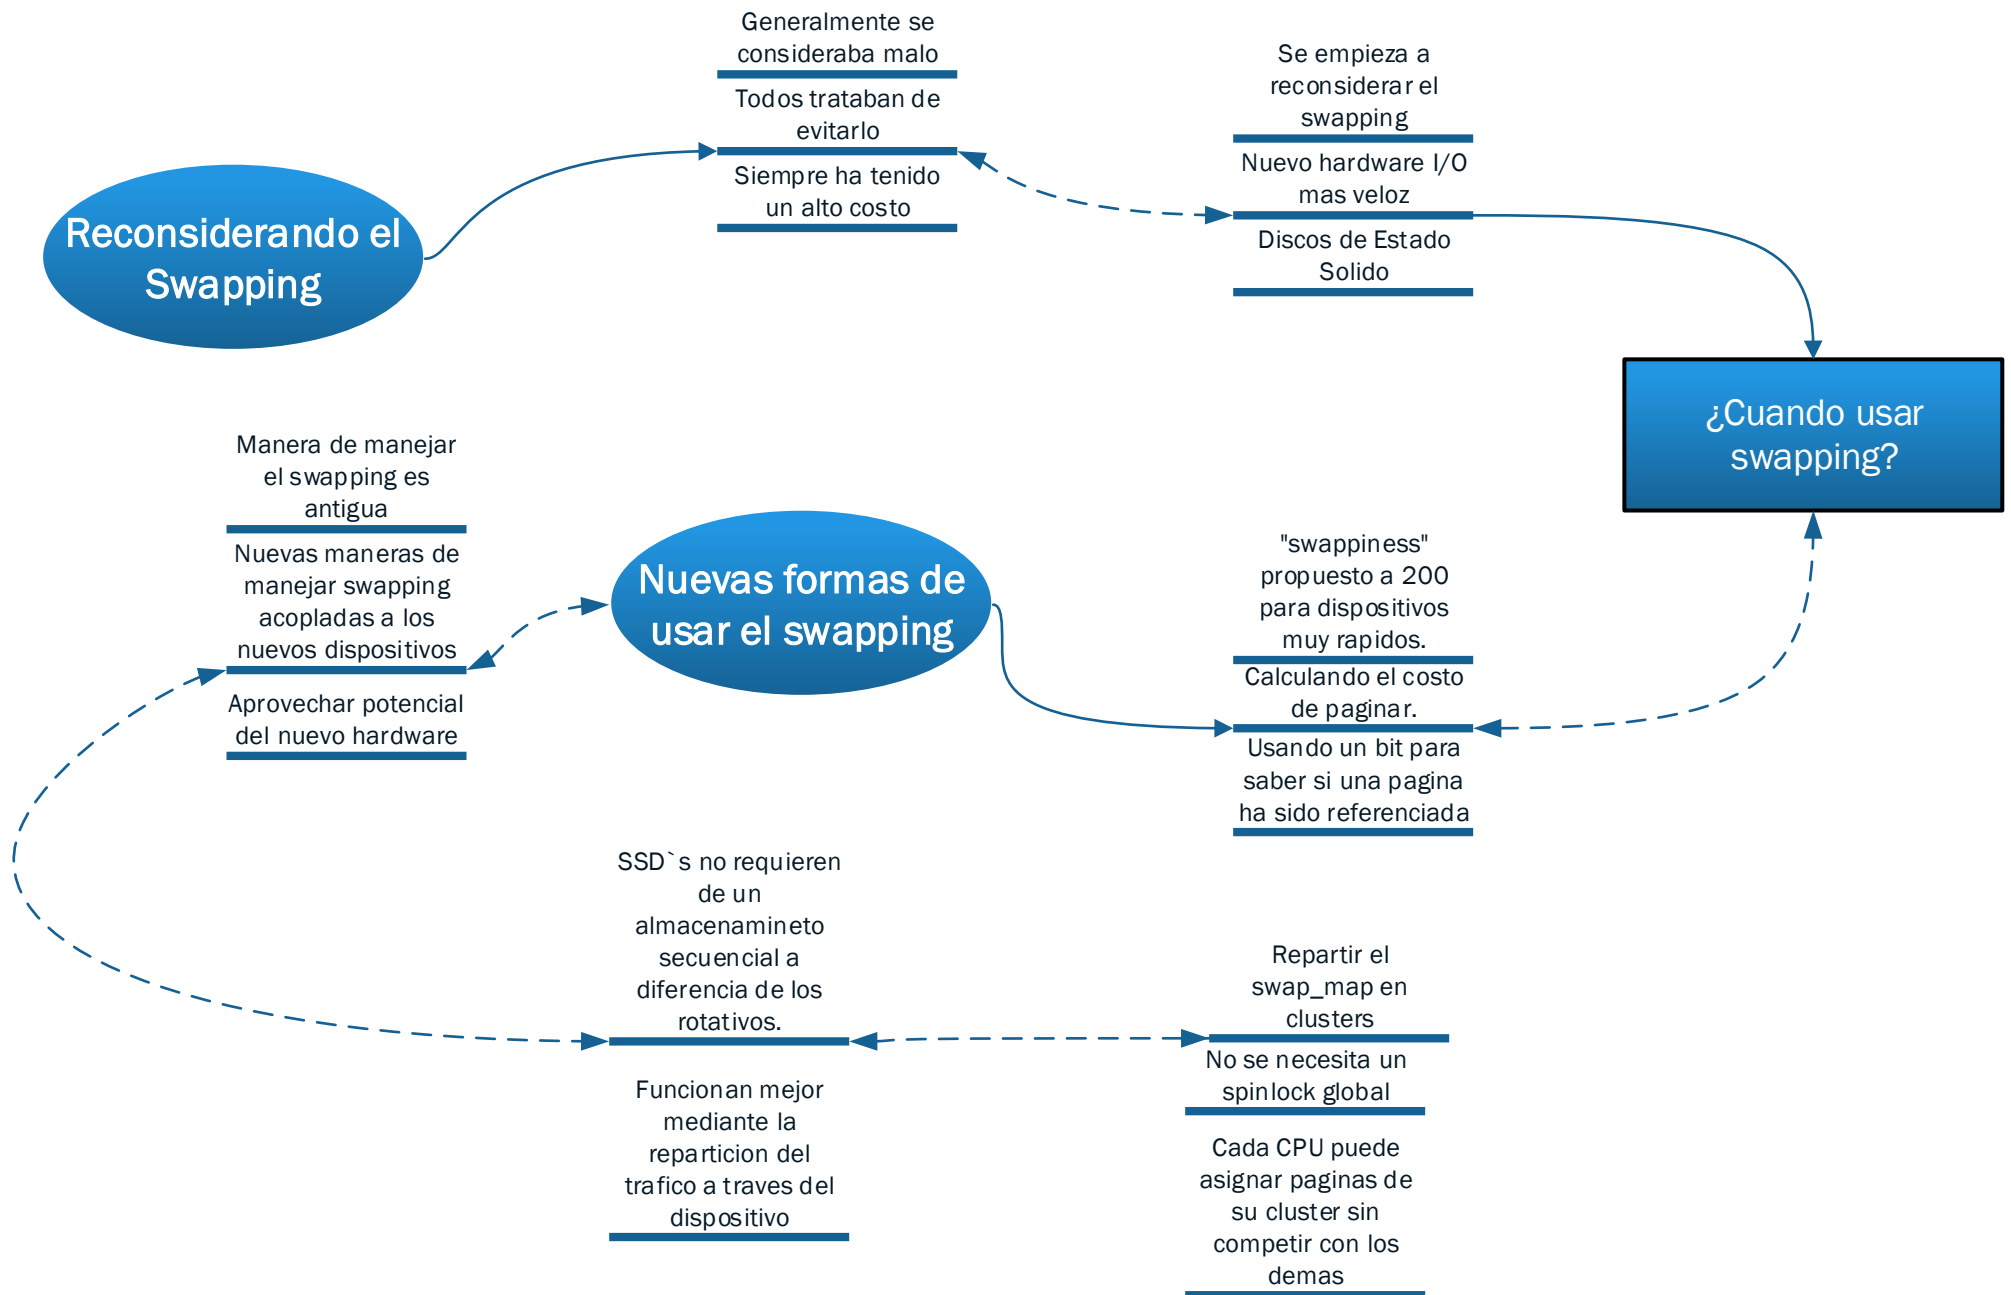 Generalmente se
consideraba malo
Todos trataban de
evitarlo
Siempre ha tenido
un alto costo
Se empieza a
reconsiderar el
swapping
Nuevo hardware I/O
mas veloz
Discos de Estado
Solido
Reconsiderando el
Swapping
¿Cuando usar
swapping?
Manera de manejar
el swapping es
antigua
Nuevas maneras de
manejar swapping
acopladas a los
nuevos dispositivos
Aprovechar potencial
del nuevo hardware
Nuevas formas de
usar el swapping
"swappiness"
propuesto a 200
para dispositivos
muy rapidos.
Calculando el costo
de paginar.
Usando un bit para
saber si una pagina
ha sido referenciada
SSD`s no requieren
de un
almacenamineto
secuencial a
diferencia de los
rotativos.
Funcionan mejor
mediante la
reparticion del
trafico a traves del
dispositivo
Repartir el
swap_map en
clusters
No se necesita un
spinlock global
Cada CPU puede
asignar paginas de
su cluster sin
competir con los
demas